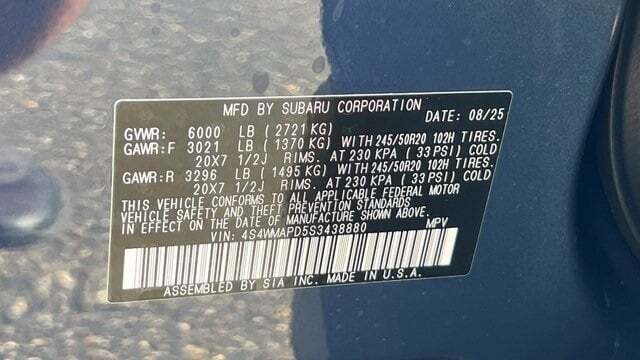 MFD BY SUBARU CORPORATION DATE: 08/25
GVWR: 6000 LB ( 2721 KG)
GAWR:F 3021 LB ( 1370 KG) WITH 245/50R20 102H TIRES.
20X7 1/2J RIMS. AT 230 KPA ( 33 PSI) COLD
GAWR:R 3296 LB ( 1495 KG) WITH 245/50R20 102H TIRES.
20X7 1/2J RIMS. AT 230 KPA ( 33 PSI) COLD
THIS VEHICLE CONFORMS TO ALL APPLICABLE FEDERAL MOTOR
VEHICLE SAFETY AND THEFT PREVENTION STANDARDS
IN EFFECT ON THE DATE OF MANUFACTURE SHOWN ABOVE.
VIN: 4S4WMAPD5S3438880 MPV
ASSEMBLED BY SIA INC. MADE IN U.S.A.